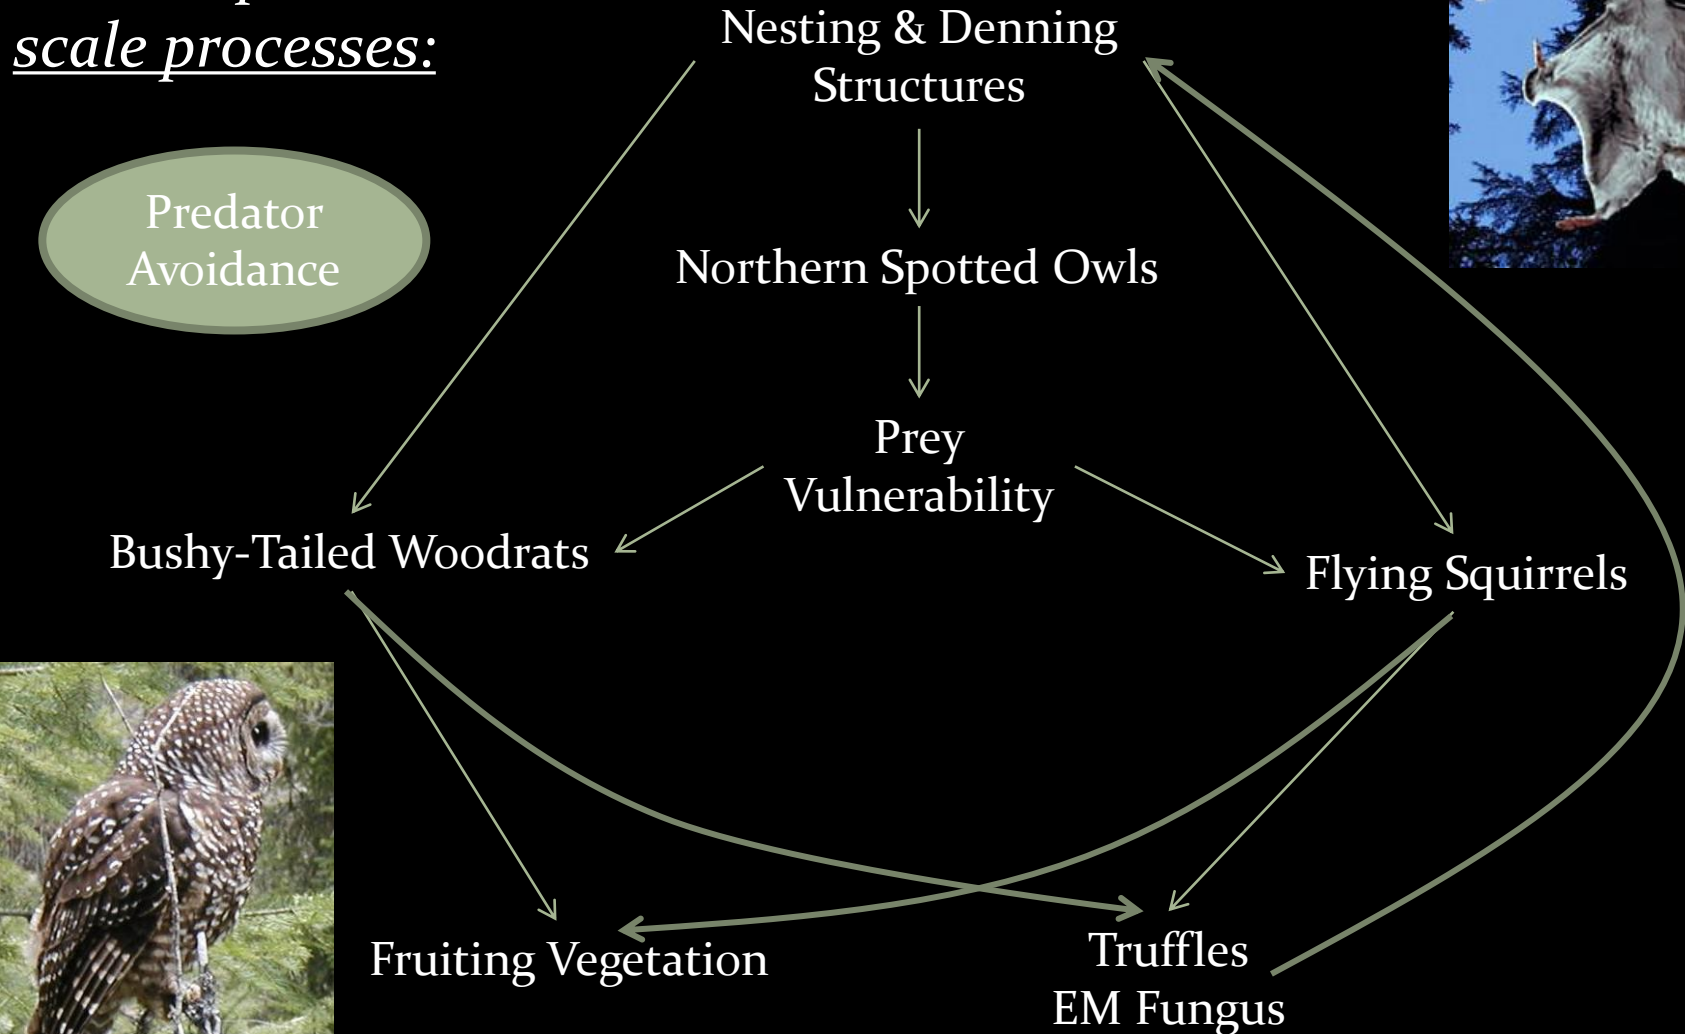 scale processes:
Nesting & Denning
Structures
Predator
Avoidance
Northern Spotted Owls
Prey
Vulnerability
Bushy-Tailed Woodrats
Flying Squirrels
Fruiting Vegetation
Truffles
EM Fungus